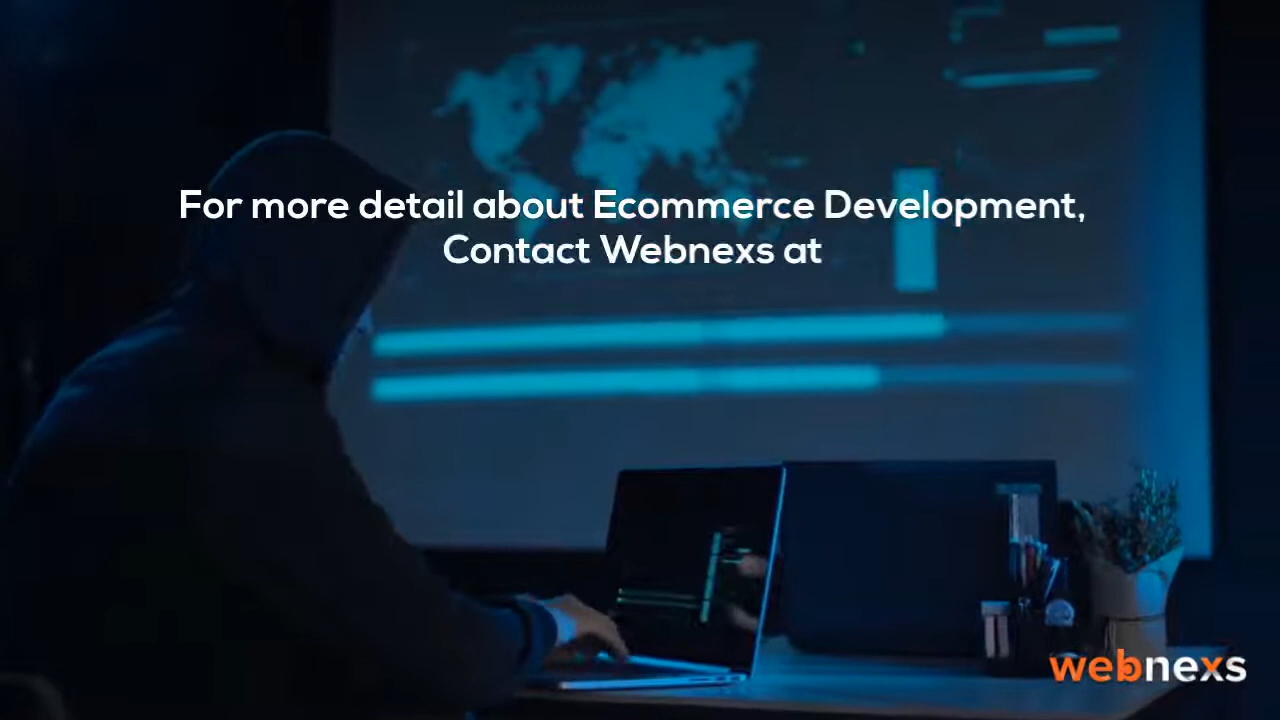 For more detail about Ecommerce Development,
Contact Webnexs at
webnexs